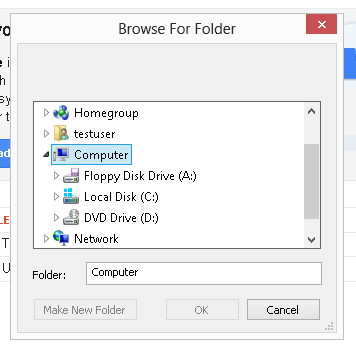 Browse For Folder
Homegroup
testuser
Computer
Floppy Disk Drive (A:)
Local Disk (C:)
DVD Drive (D:)
Network
Folder: Computer
Make New Folder OK Cancel